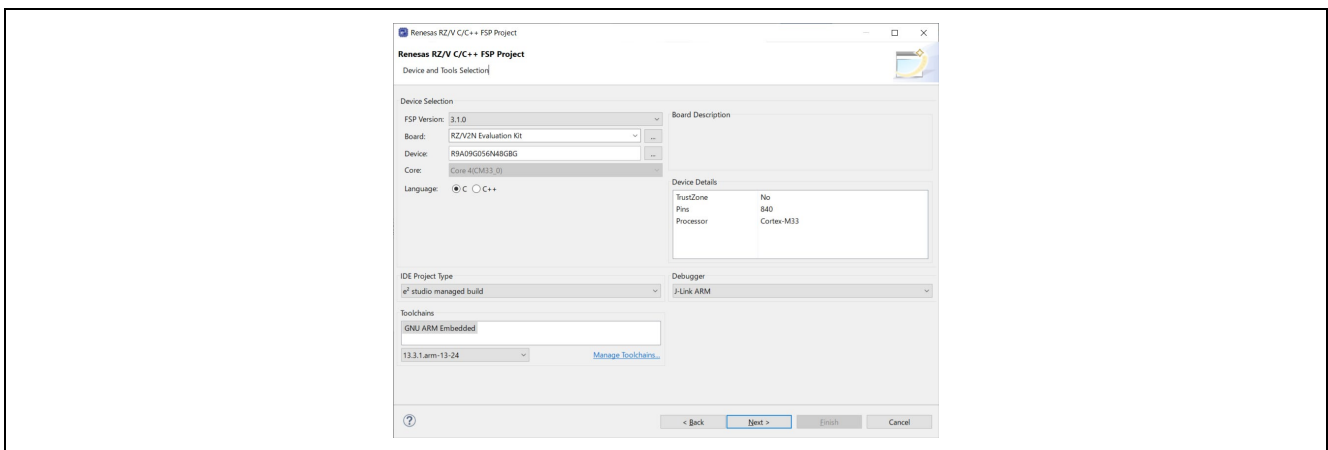 Renesas RZ/V C/C++ FSP Project
Renesas RZ/V C/C++ FSP Project
Device and Tools Selection
Device Selection
FSP Version: 3.1.0
Board: RZ/V2N Evaluation Kit ...
Device: R9A09G056N48GBG ...
Core: Core 4(CM33_0)
Language: C C++
Board Description
Device Details
TrustZone No
Pins 840
Processor Cortex-M33
IDE Project Type
e² studio managed build
Debugger
J-Link ARM
Toolchains
GNU ARM Embedded
13.3.1.arm-13-24
Manage Toolchains...
?
< Back
Next >
Finish
Cancel